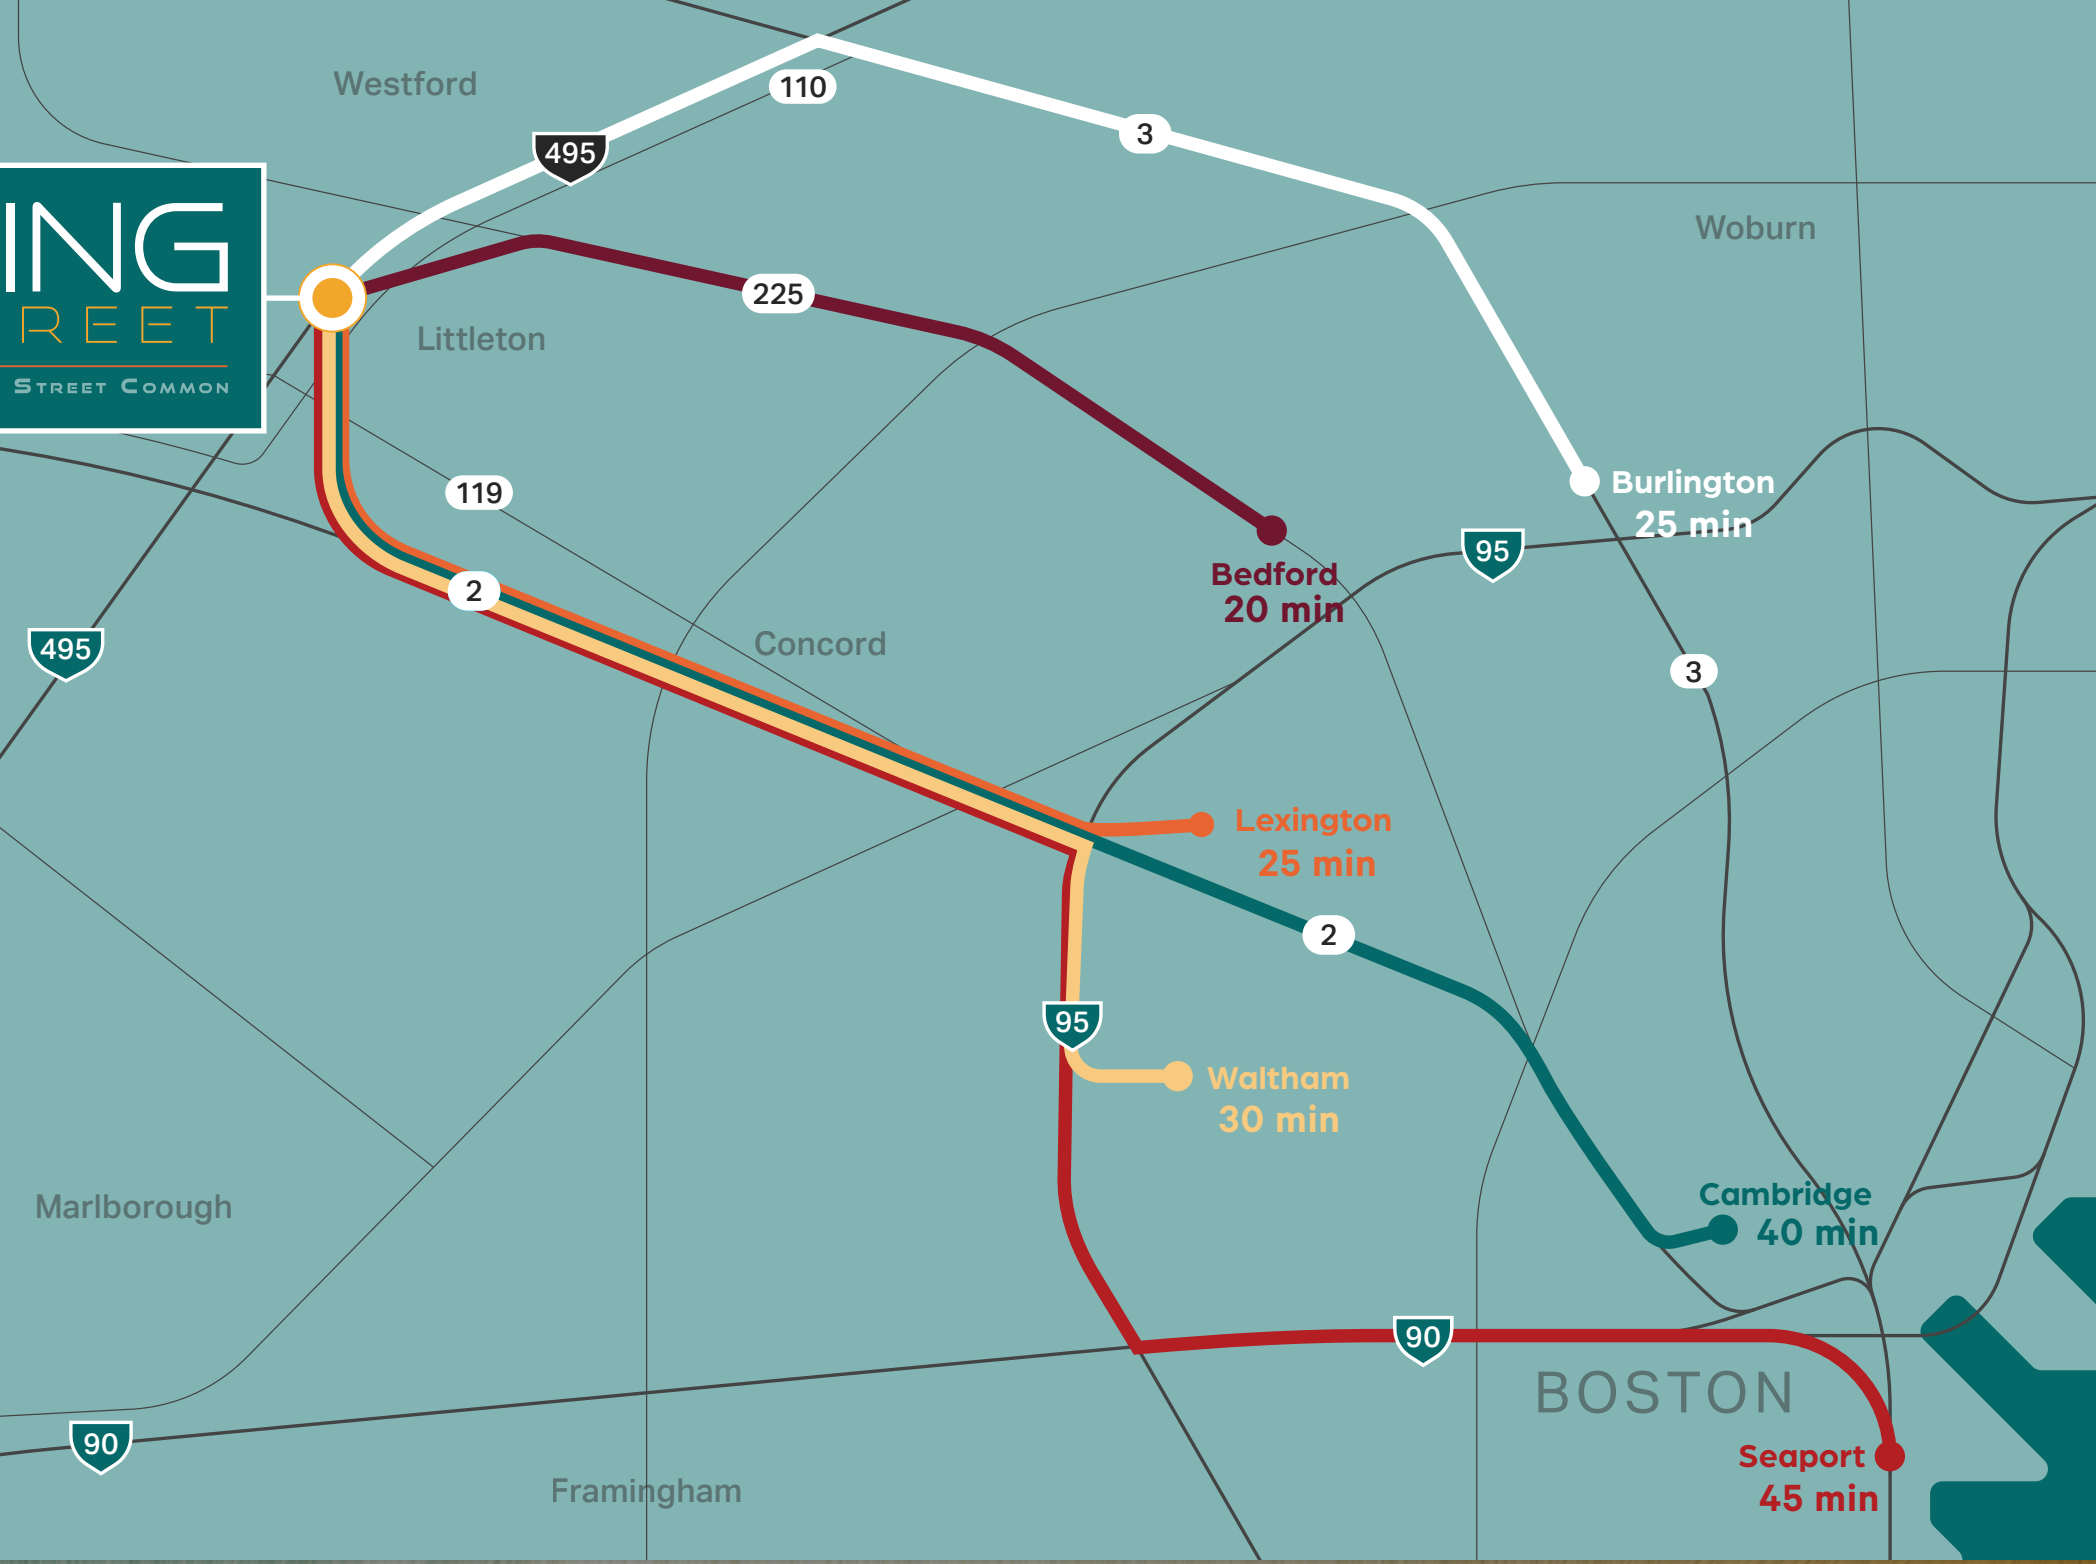 Westford
110
495
3
Woburn
ING
REET
STREET COMMON
225
Littleton
119
Burlington
25 min
95
Bedford
20 min
2
495
Concord
3
Lexington
25 min
2
95
Waltham
30 min
Marlborough
Cambridge
40 min
90
BOSTON
90
Seaport
45 min
Framingham